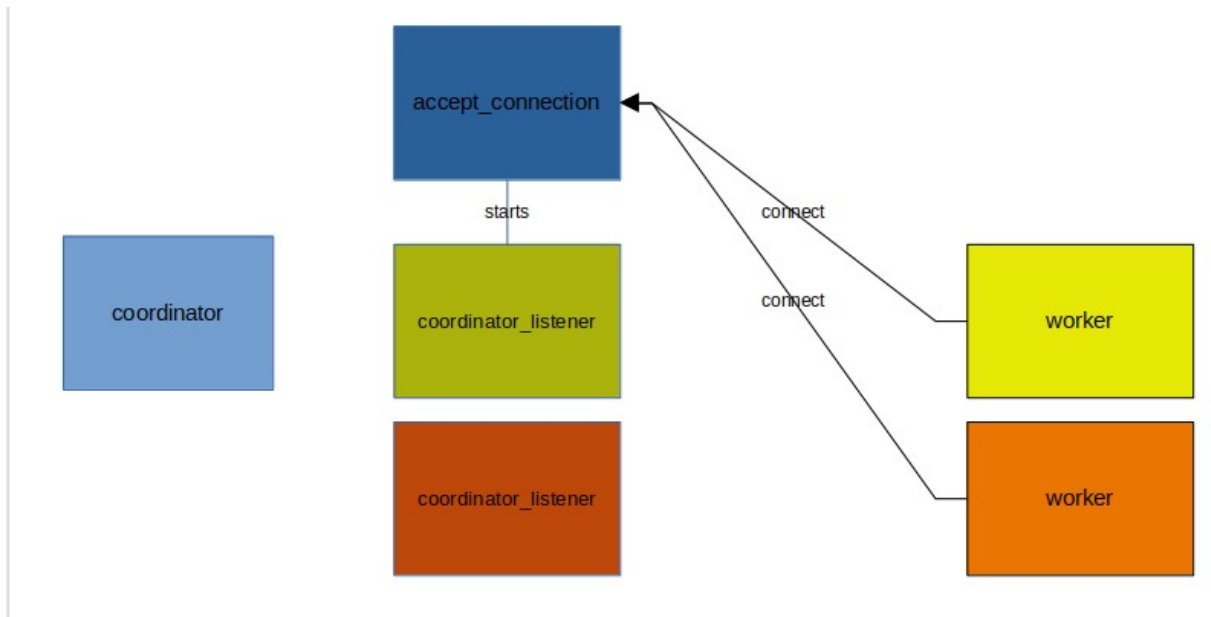 accept_connection
starts
connect
coordinator
coordinator_listener
connect
worker
coordinator_listener
worker